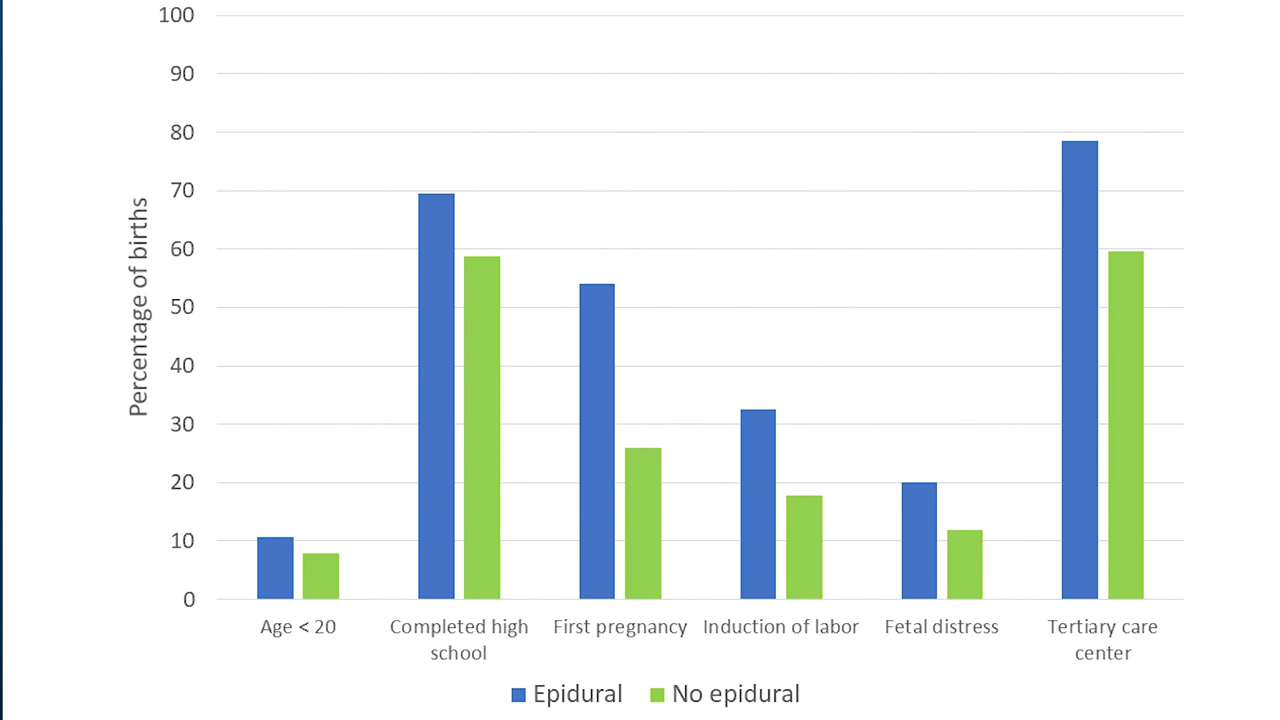 100
90
80
70
60
50
40
30
20
10
0
Percentage of births
Age < 20
Completed high
school
First pregnancy
Induction of labor
Fetal distress
Tertiary care
center
Epidural
No epidural